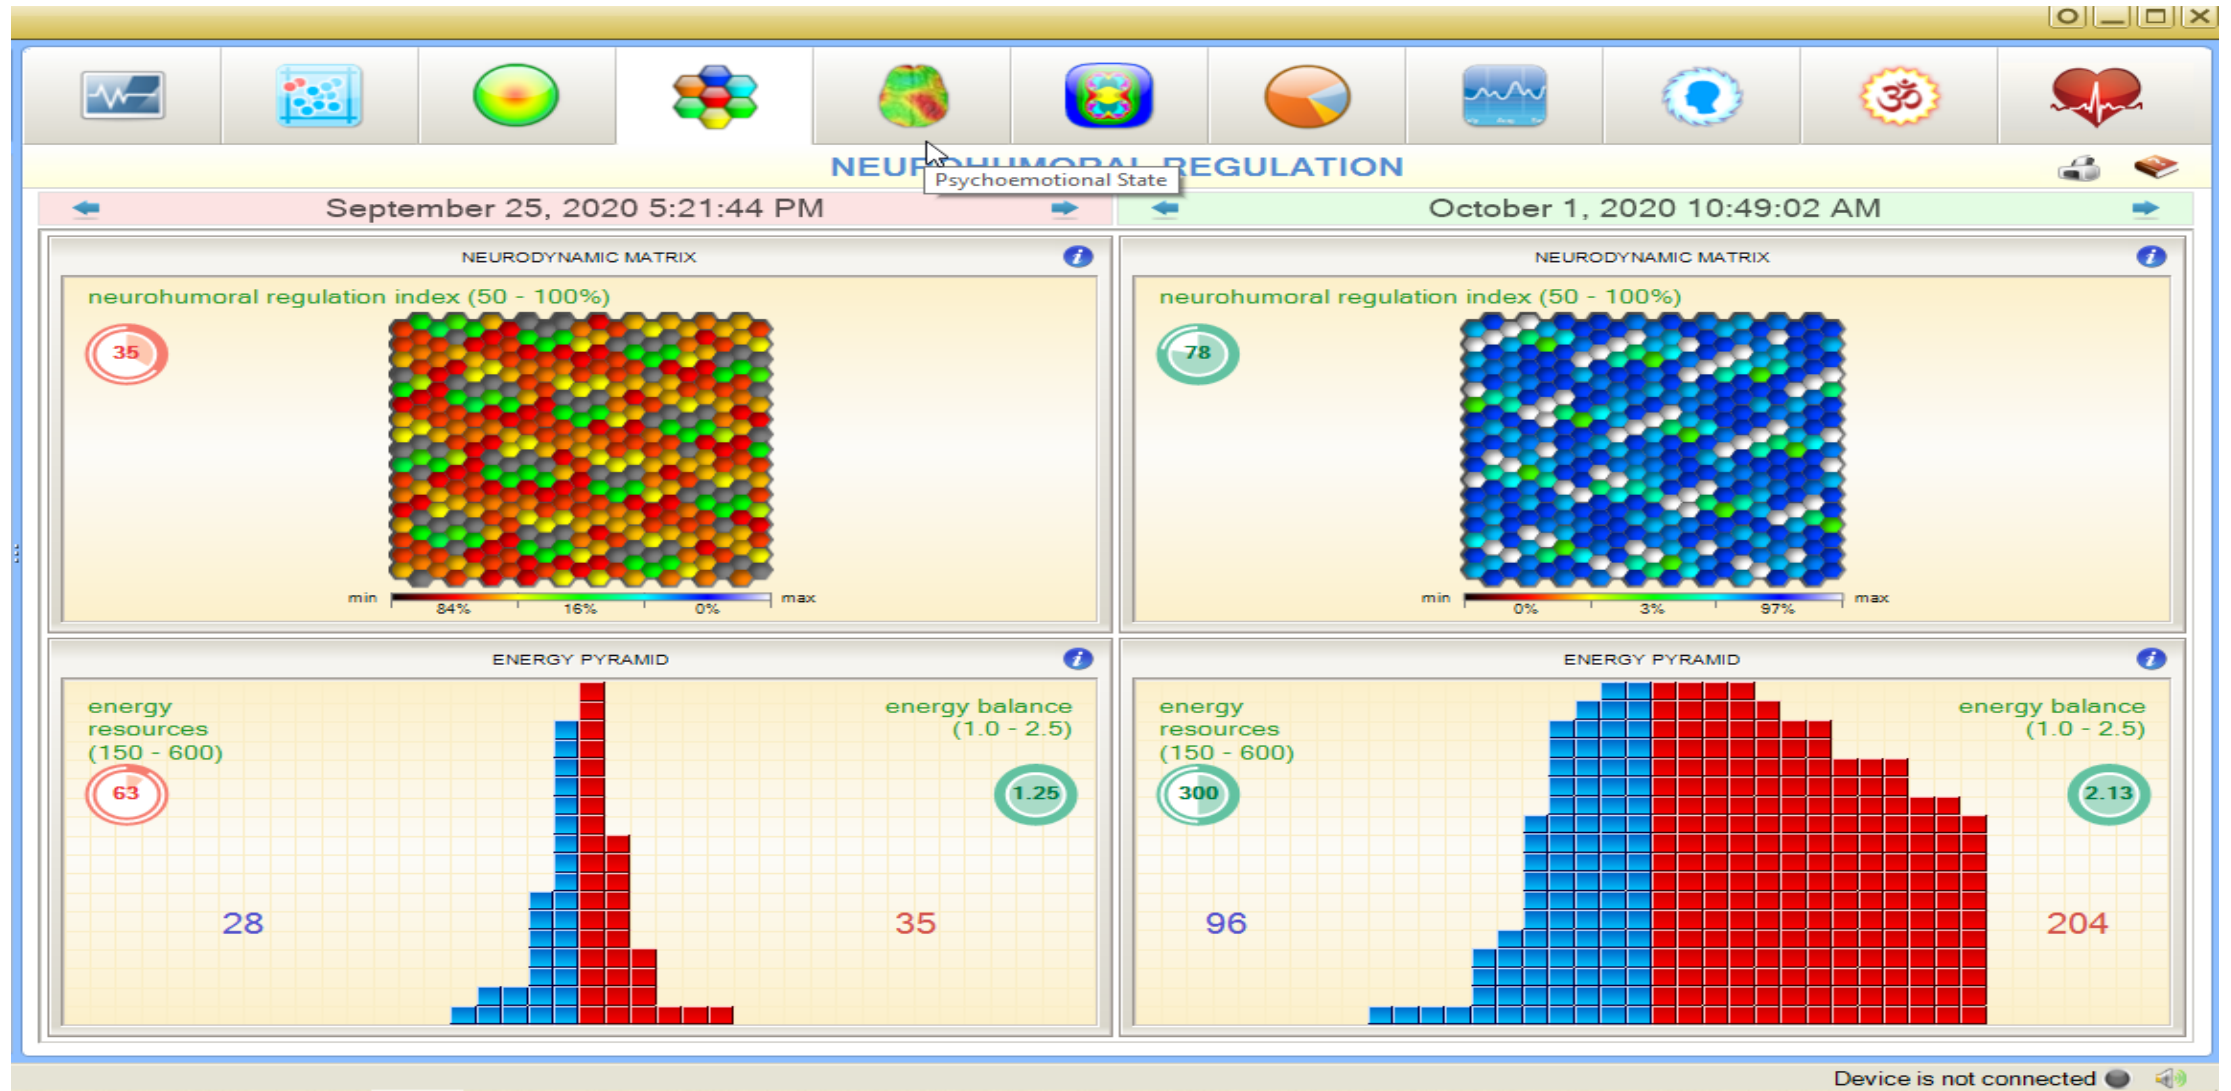 NEUROHUMORAL REGULATION
Psychoemotional State
September 25, 2020 5:21:44 PM
October 1, 2020 10:49:02 AM
NEURODYNAMIC MATRIX
neurohumoral regulation index (50 - 100%)
35
min 84% 16% 0% max
NEURODYNAMIC MATRIX
neurohumoral regulation index (50 - 100%)
78
min 0% 3% 97% max
ENERGY PYRAMID
energy
resources
(150 - 600)
63
energy balance
(1.0 - 2.5)
1.25
28
35
ENERGY PYRAMID
energy
resources
(150 - 600)
300
energy balance
(1.0 - 2.5)
2.13
96
204
Device is not connected